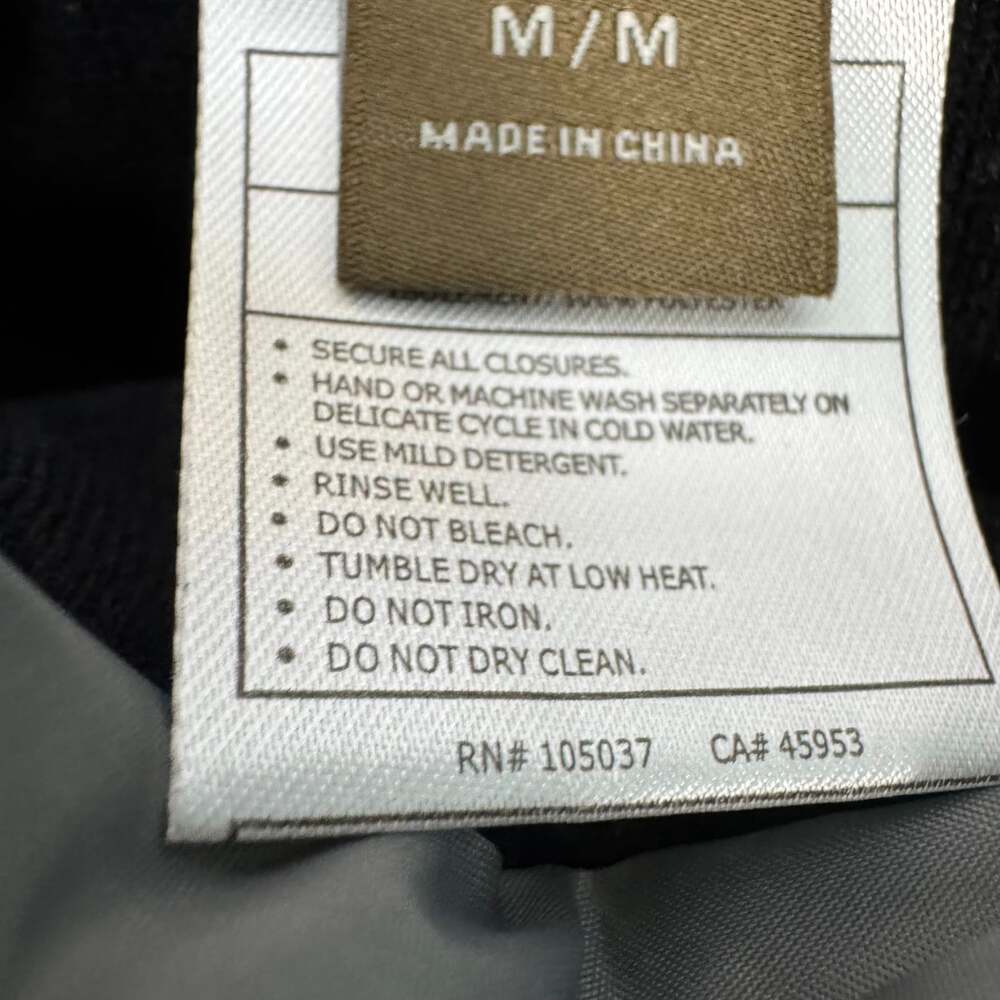 M / M
MADE IN CHINA
POLYESTER
• SECURE ALL CLOSURES.
• HAND OR MACHINE WASH SEPARATELY ON
DELICATE CYCLE IN COLD WATER.
• USE MILD DETERGENT.
• RINSE WELL.
• DO NOT BLEACH.
• TUMBLE DRY AT LOW HEAT.
• DO NOT IRON.
• DO NOT DRY CLEAN.
RN# 105037 CA# 45953